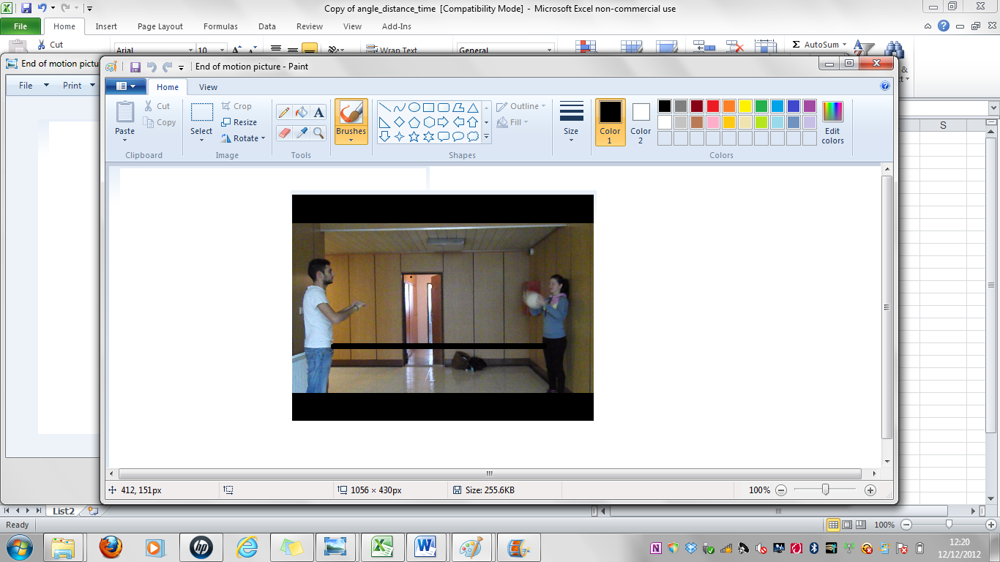 Copy of angle_distance_time [Compatibility Mode] - Microsoft Excel non-commercial use
File Home Insert Page Layout Formulas Data Review View Add-Ins
Cut Arial 10 Wrap Text General Σ AutoSum
End of motion pictu
File Print
&
End of motion picture - Paint
Home View
Paste Cut Copy
Clipboard
Select Crop Resize Rotate
Image
A
Tools
Brushes
Shapes
Outline Fill
Size
Color 1
Color 2
Edit colors
Colors
S
412, 151px 1056 × 430px Size: 255.6KB 100%
List2
Ready 100%
hp
N
12:20
12/12/2012